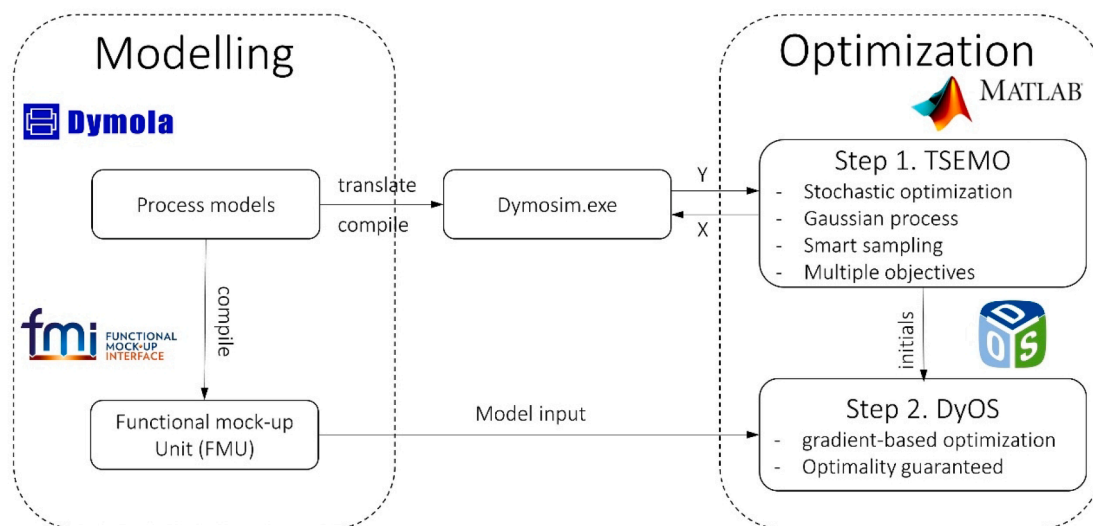 Modelling
Dymola
Process models
translate
compile
Dymosim.exe
Y
X
compile
fmi FUNCTIONAL
MOCK-UP
INTERFACE
Functional mock-up
Unit (FMU)
Model input
Optimization
MATLAB
Step 1. TSEMO
- Stochastic optimization
- Gaussian process
- Smart sampling
- Multiple objectives
initials
D
O S
Step 2. DyOS
- gradient-based optimization
- Optimality guaranteed